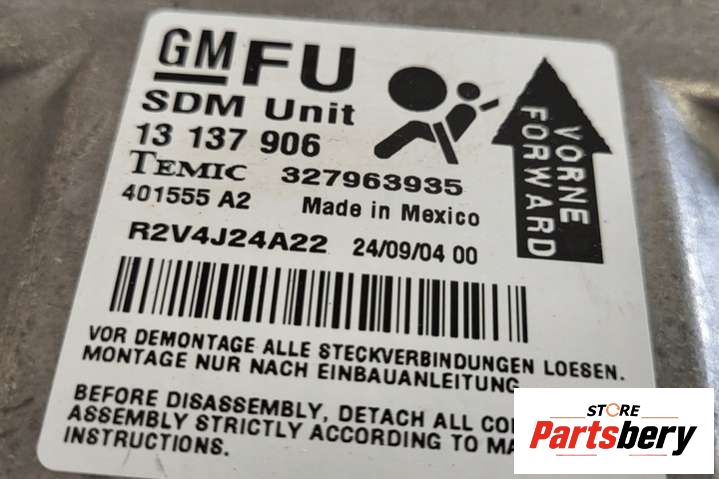 GM FU
SDM Unit
13 137 906
TEMIC 327963935
401555 A2 Made in Mexico
R2V4J24A22 24/09/04 00
VORNE
FORWARD
VOR DEMONTAGE ALLE STECKVERBINDUNGEN LOESEN.
MONTAGE NUR NACH EINBAUANLEITUNG
BEFORE DISASSEMBLY, DETACH ALL
ASSEMBLY STRICTLY ACCORDING TO
INSTRUCTIONS.
STORE
Partsbery